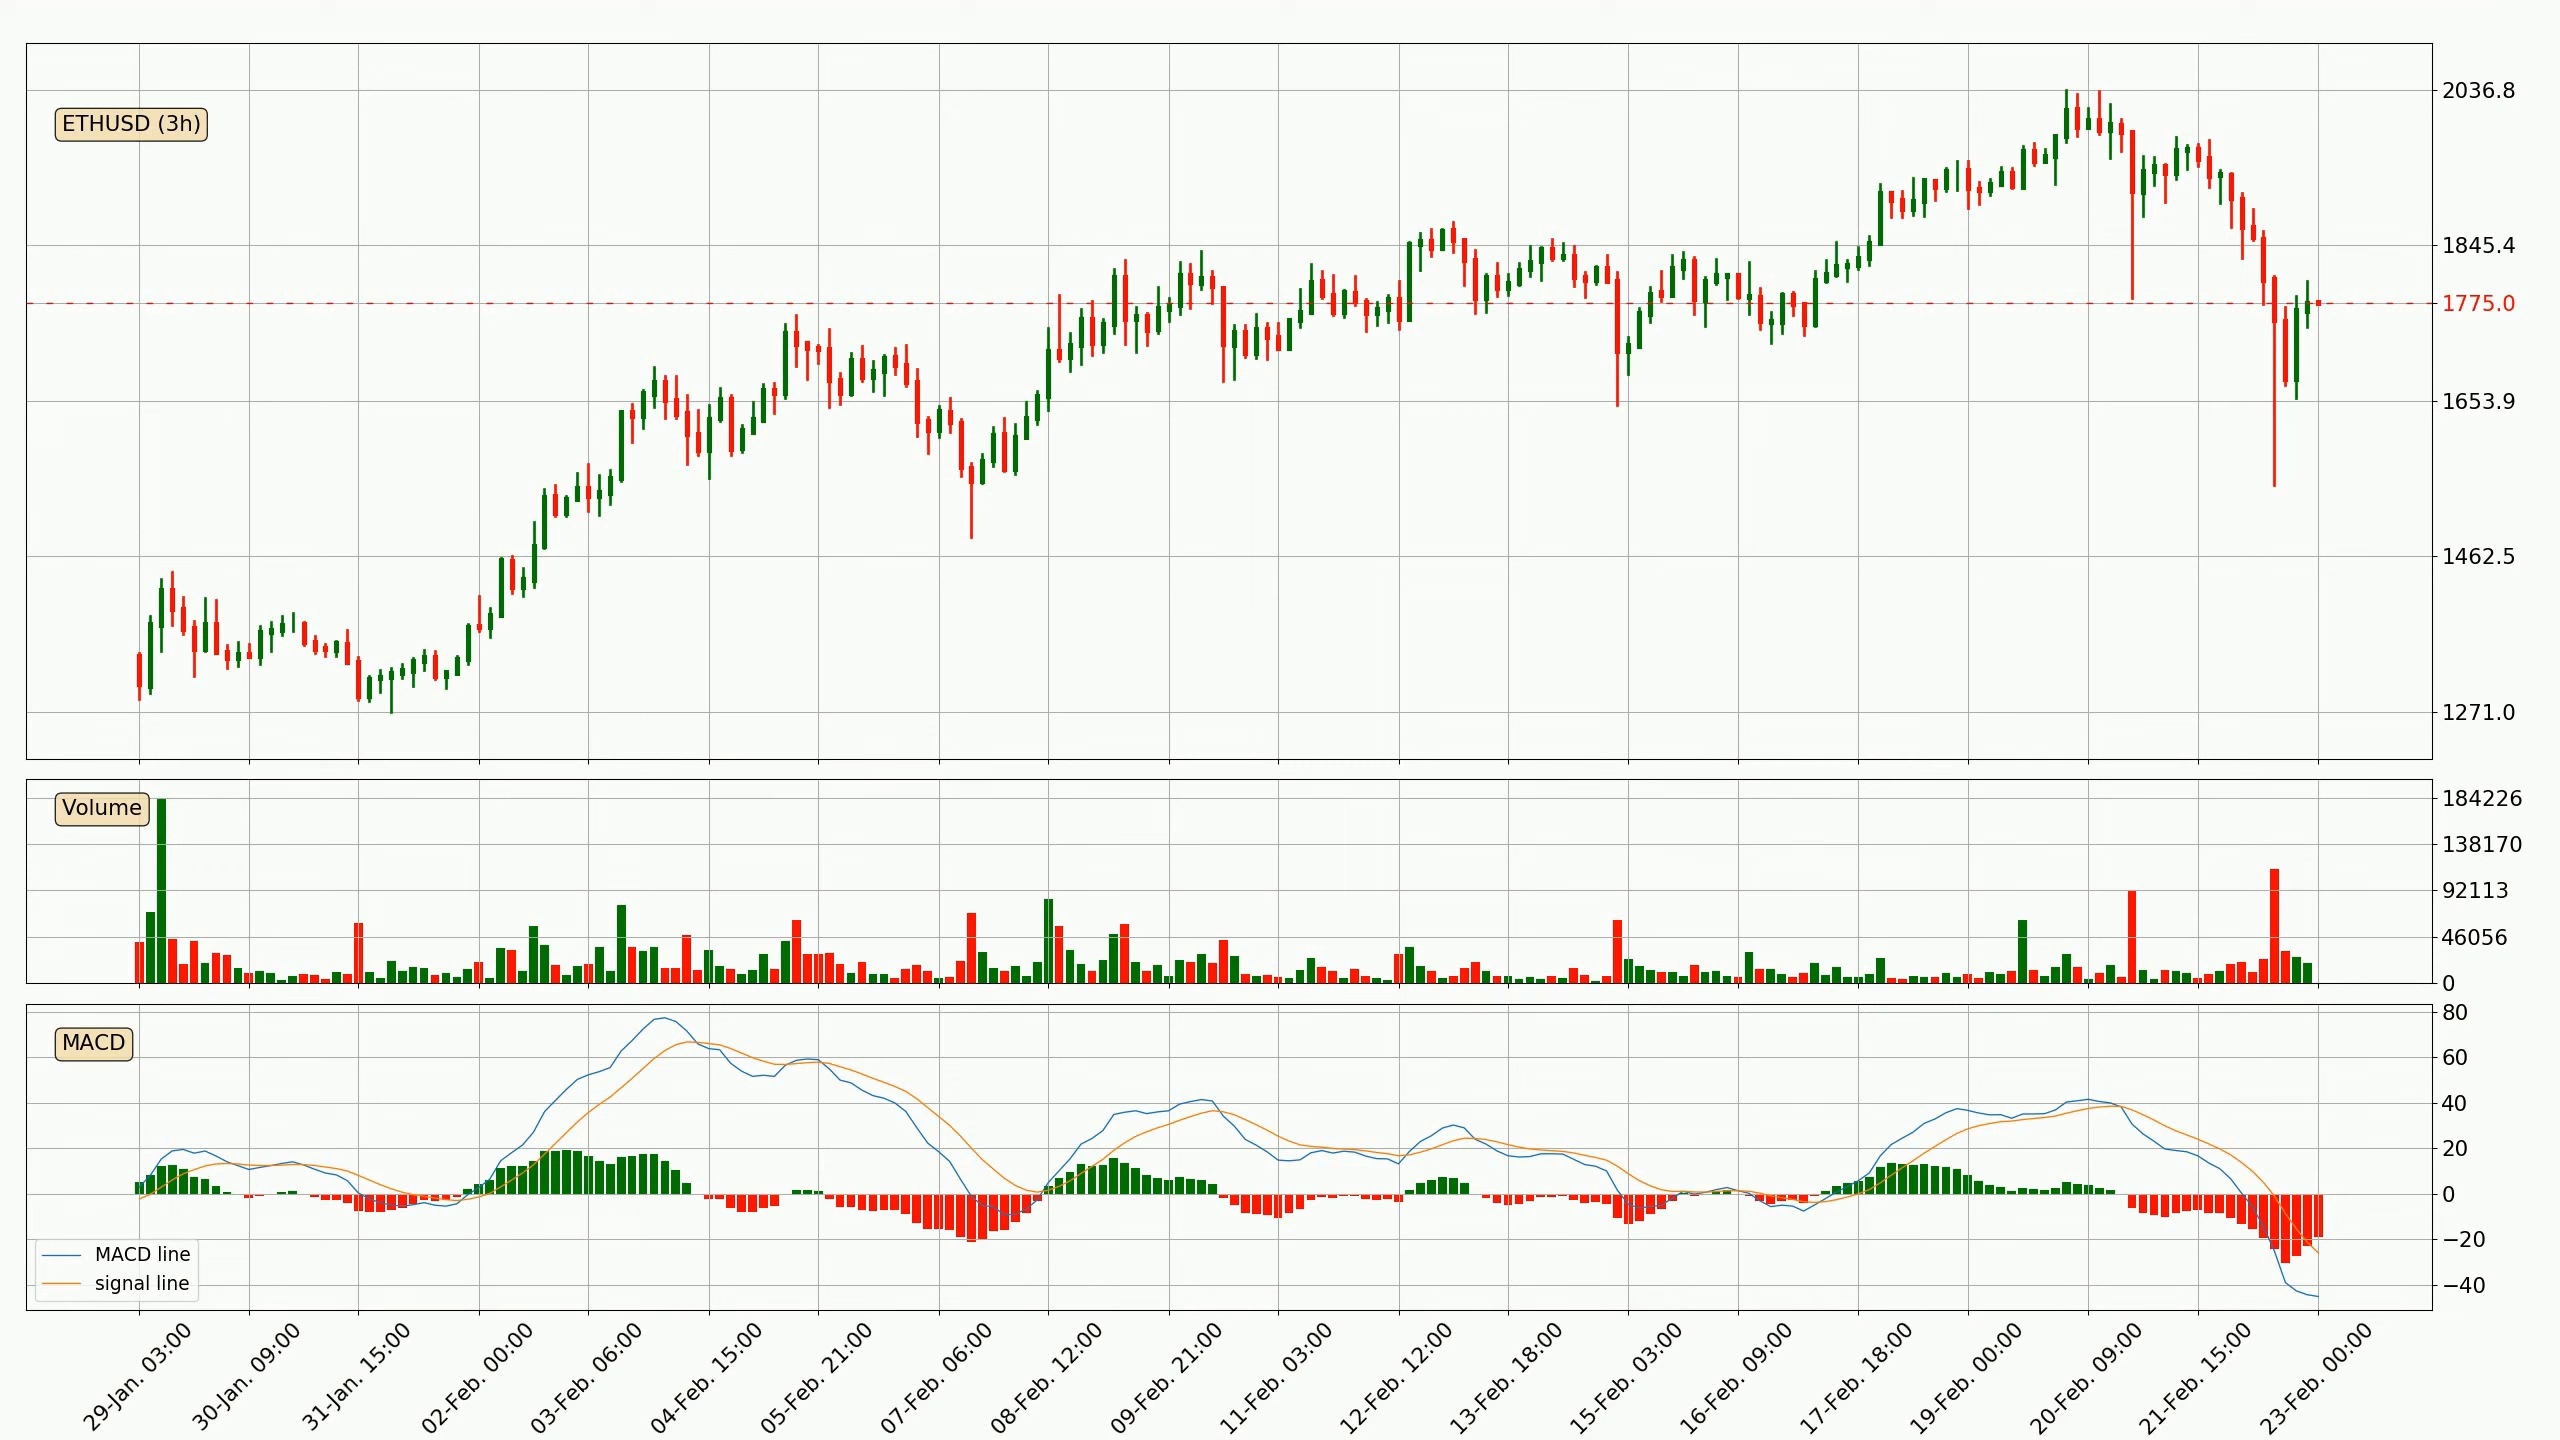 ETHUSD (3h)
2036.8
1845.4
1775.0
1653.9
1462.5
1271.0
Volume
184226
138170
92113
46056
0
MACD
80
60
40
20
0
−20
−40
MACD line
signal line
29-Jan. 03:00
30-Jan. 09:00
31-Jan. 15:00
02-Feb. 00:00
03-Feb. 06:00
04-Feb. 15:00
05-Feb. 21:00
07-Feb. 06:00
08-Feb. 12:00
09-Feb. 21:00
11-Feb. 03:00
12-Feb. 12:00
13-Feb. 18:00
15-Feb. 03:00
16-Feb. 09:00
17-Feb. 18:00
19-Feb. 00:00
20-Feb. 09:00
21-Feb. 15:00
23-Feb. 00:00